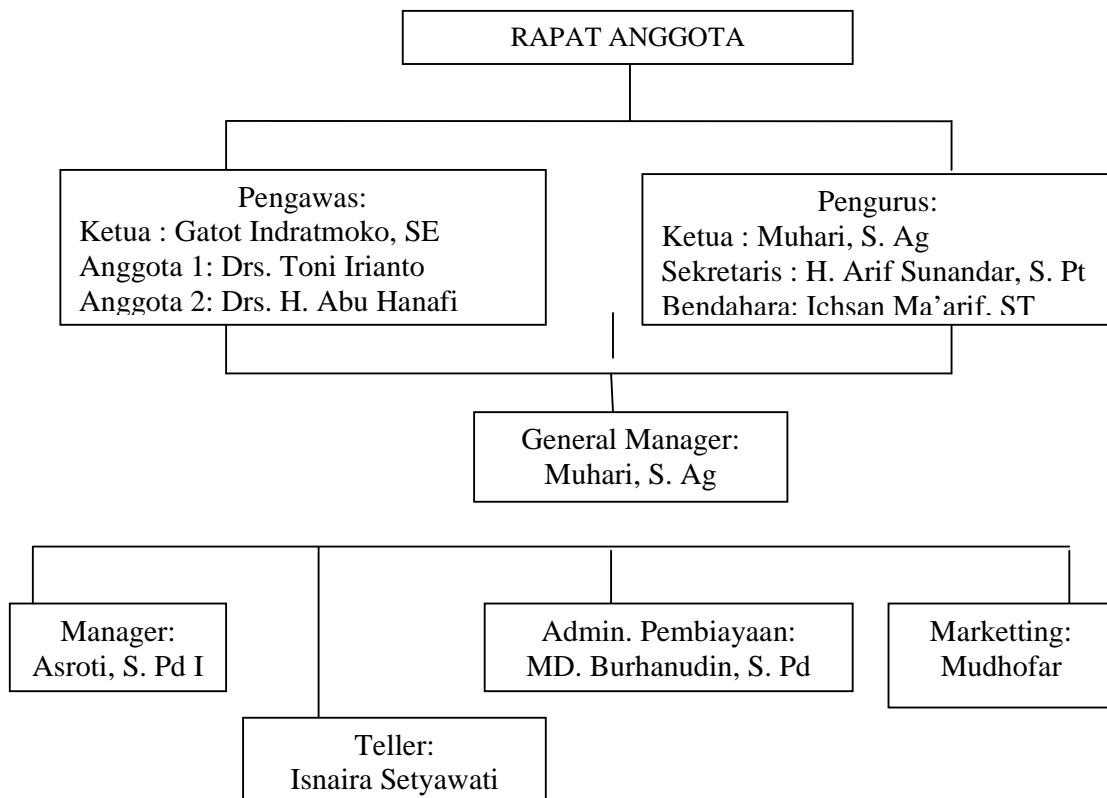 RAPAT ANGGOTA
Pengawas:
Ketua : Gatot Indratmoko, SE
Anggota 1: Drs. Toni Irianto
Anggota 2: Drs. H. Abu Hanafi
Pengurus:
Ketua : Muhari, S. Ag
Sekretaris : H. Arif Sunandar, S. Pt
Bendahara: Ichsan Ma’arif, ST
General Manager:
Muhari, S. Ag
Manager:
Asroti, S. Pd I
Admin. Pembiayaan:
MD. Burhanudin, S. Pd
Marketting:
Mudhofar
Teller:
Isnaira Setyawati